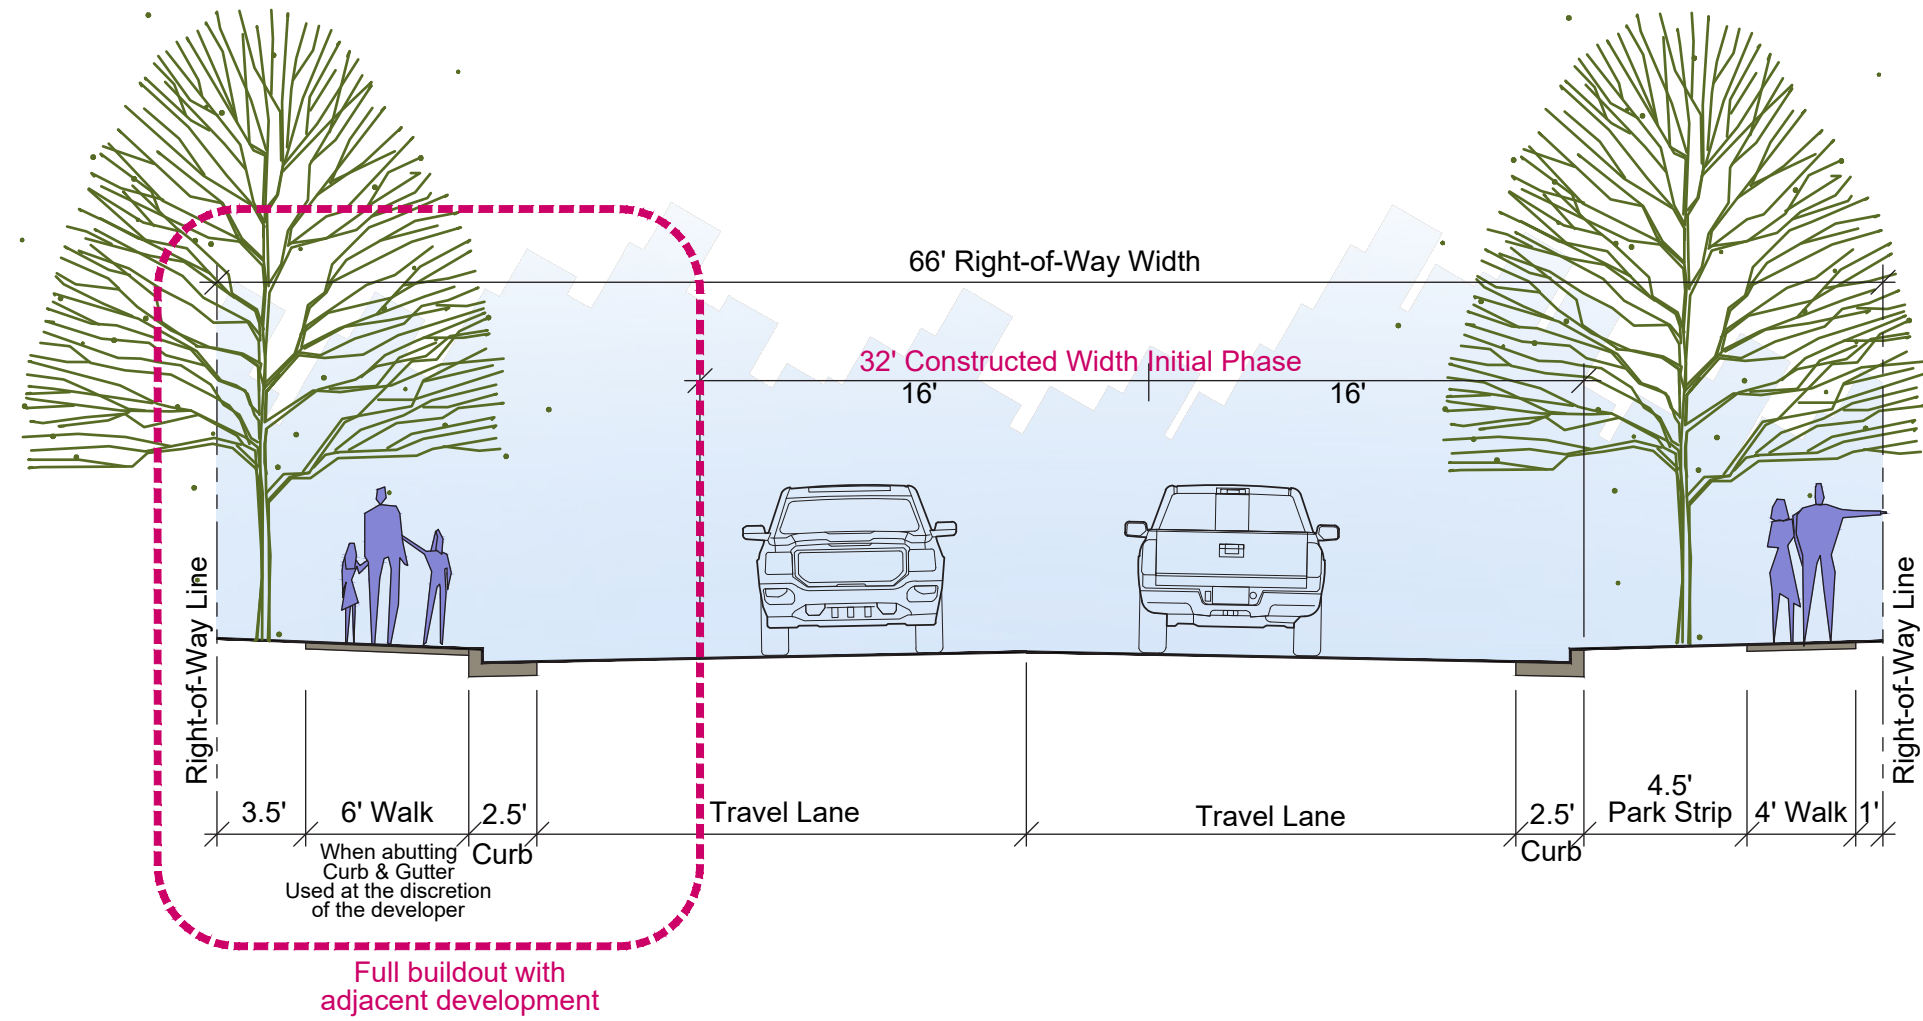 66' Right-of-Way Width
32' Constructed Width Initial Phase
16'
16'
Right-of-Way Line
Right-of-Way Line
3.5'
6' Walk
2.5'
Travel Lane
Travel Lane
2.5'
4.5'
Park Strip
4' Walk
1'
When abutting
Curb & Gutter
Used at the discretion
of the developer
Curb
Curb
Full buildout with
adjacent development